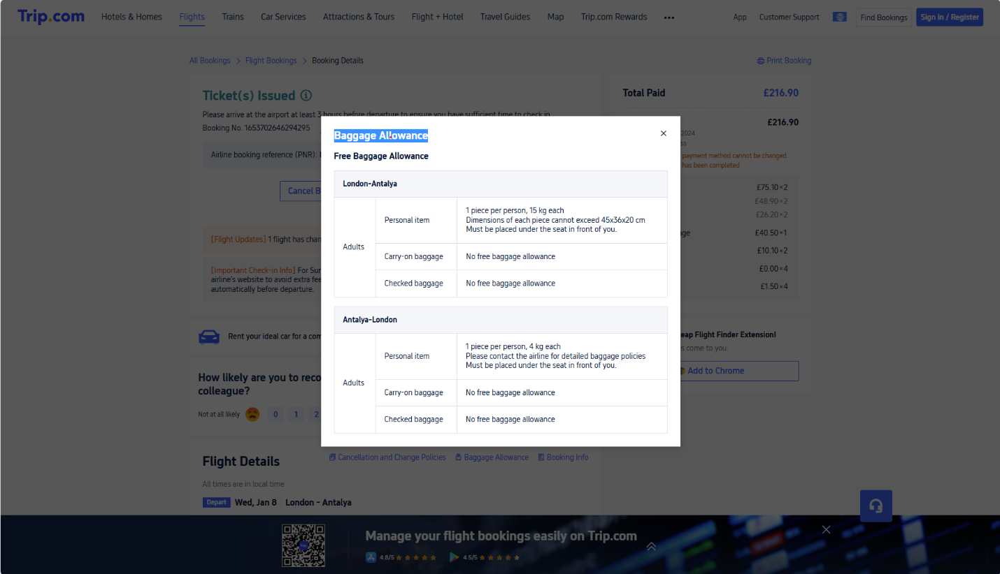 Trip.com
Hotels & Homes
Flights
Trains
Car Services
Attractions & Tours
Flight + Hotel
Travel Guides
Map
Trip.com Rewards
App
Customer Support
Find Bookings
Sign in / Register
All Bookings > Flight Bookings > Booking Details
Print Booking
Ticket(s) Issued
Please arrive at the airport at least 3 hours before departure to ensure you have sufficient time to check in
Booking No. 1653702646294295
Airline booking reference (PNR):
Cancel B
[Flight Updates] 1 flight has chan
[Important Check-in Info] For Sun
airline's website to avoid extra fee
automatically before departure.
Rent your ideal car for a com
How likely are you to reco
colleague?
Not at all likely
0
1
2
Baggage Allowance
Free Baggage Allowance
London-Antalya
Adults
Personal item
1 piece per person, 15 kg each
Dimensions of each piece cannot exceed 45x36x20 cm
Must be placed under the seat in front of you.
Carry-on baggage
No free baggage allowance
Checked baggage
No free baggage allowance
Antalya-London
Adults
Personal item
1 piece per person, 4 kg each
Please contact the airline for detailed baggage policies
Must be placed under the seat in front of you.
Carry-on baggage
No free baggage allowance
Checked baggage
No free baggage allowance
Total Paid
£216.90
£216.90
2024
sa
payment method cannot be changed
has been completed
£75.10×2
£48.90×2
£26.20×2
ge
£40.50×1
£10.10×2
£0.00×4
£1.50×4
eap Flight Finder Extension!
s come to you.
Add to Chrome
Flight Details
Cancellation and Change Policies
Baggage Allowance
Booking Info
All times are in local time
Depart
Wed, Jan 8
London - Antalya
Manage your flight bookings easily on Trip.com
4.8/5
4.5/5